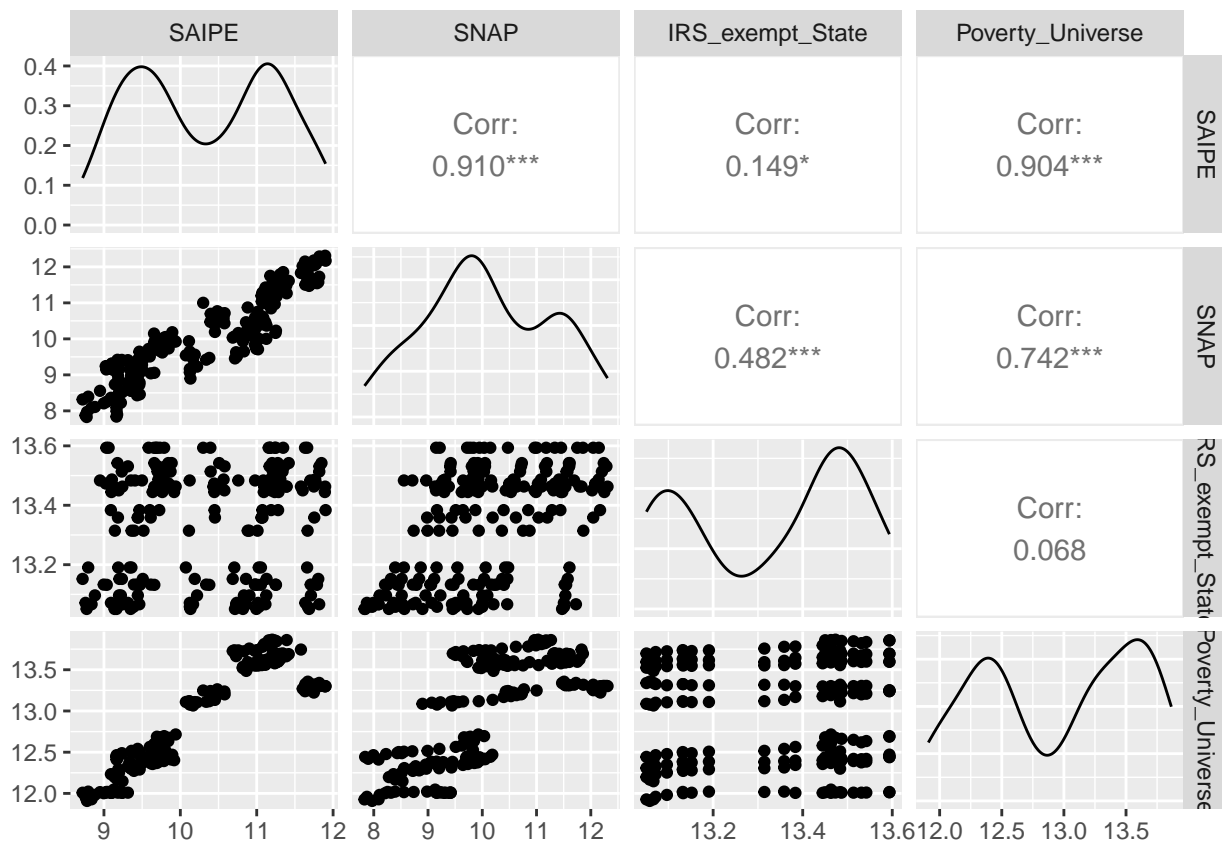 SAIPE SNAP IRS_exempt_State Poverty_Universe
0.4
0.3
0.2
0.1
0.0
Corr:
0.910***
Corr:
0.149*
Corr:
0.904***
SAIPE
12
11
10
9
8
Corr:
0.482***
Corr:
0.742***
SNAP
13.6
13.4
13.2
Corr:
0.068
RS_exempt_State
13.5
13.0
12.5
12.0
Poverty_Universe
9 10 11 12 8 9 10 11 12 13.2 13.4 13.6 12.0 12.5 13.0 13.5